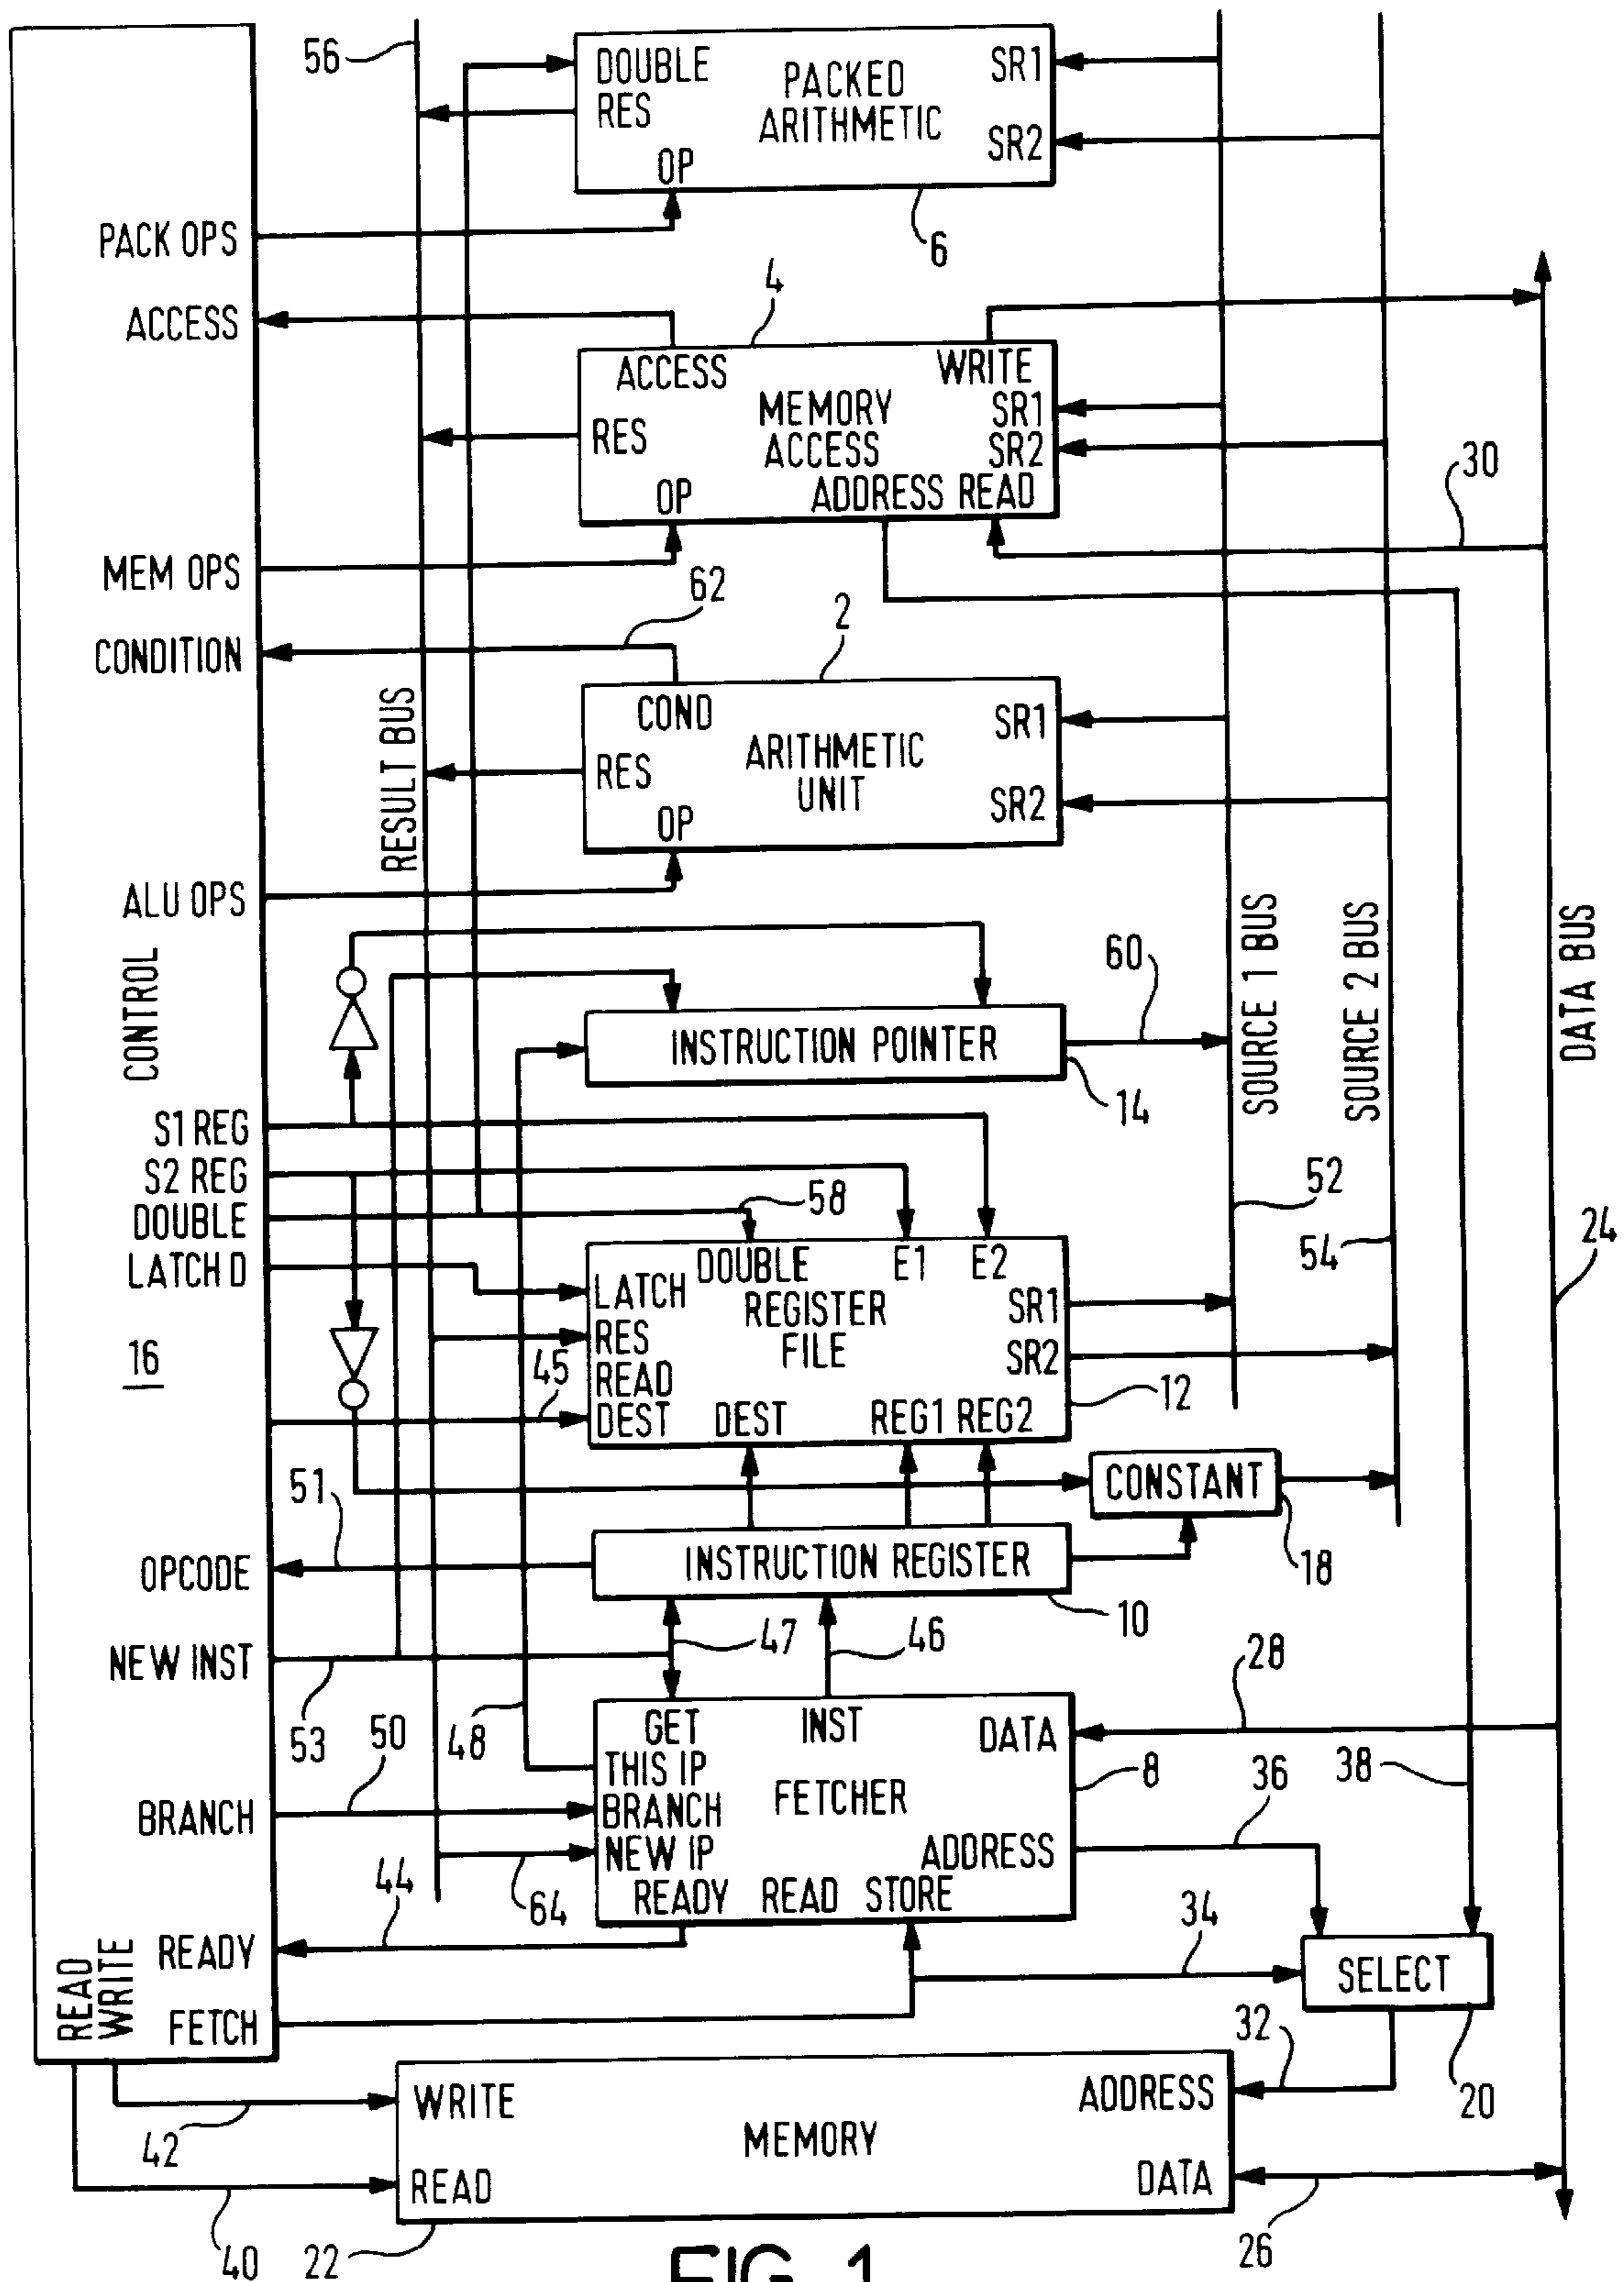 56
DOUBLE
PACKED
ARITHMETIC
SR1
RES
SR2
OP
6
PACK OPS
4
ACCESS
ACCESS
WRITE
MEMORY
ACCESS
SR1
RES
SR2
30
OP
ADDRESS READ
MEM OPS
62
2
CONDITION
COND
SR1
ARITHMETIC
UNIT
RES
SR2
OP
RESULT BUS
ALU OPS
SOURCE 1 BUS
SOURCE 2 BUS
DATA BUS
CONTROL
60
INSTRUCTION POINTER
14
S1 REG
S2 REG
58
52
DOUBLE
24
54
LATCH D
DOUBLE
E1
E2
LATCH
REGISTER
FILE
SR1
RES
SR2
16
45
READ
12
DEST
DEST
REG1 REG2
51
CONSTANT
18
OPCODE
INSTRUCTION REGISTER
10
47
46
28
NEW INST
53
50
48
GET
INST
DATA
THIS IP
FETCHER
8
36
38
BRANCH
BRANCH
NEW IP
ADDRESS
44
64
READY
READ
STORE
34
READY
READ
WRITE
SELECT
FETCH
32
20
WRITE
ADDRESS
42
MEMORY
READ
DATA
40
22
26
FIG. 1